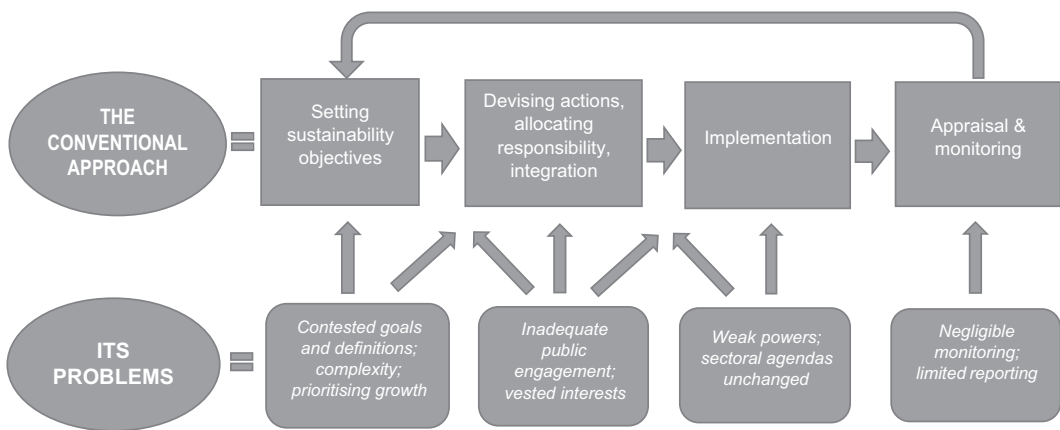 THE
CONVENTIONAL
APPROACH
=
Setting
sustainability
objectives
Devising actions,
allocating
responsibility,
integration
Implementation
Appraisal &
monitoring
ITS
PROBLEMS
=
Contested goals
and definitions;
complexity;
prioritising growth
Inadequate
public
engagement;
vested interests
Weak powers;
sectoral agendas
unchanged
Negligible
monitoring;
limited reporting